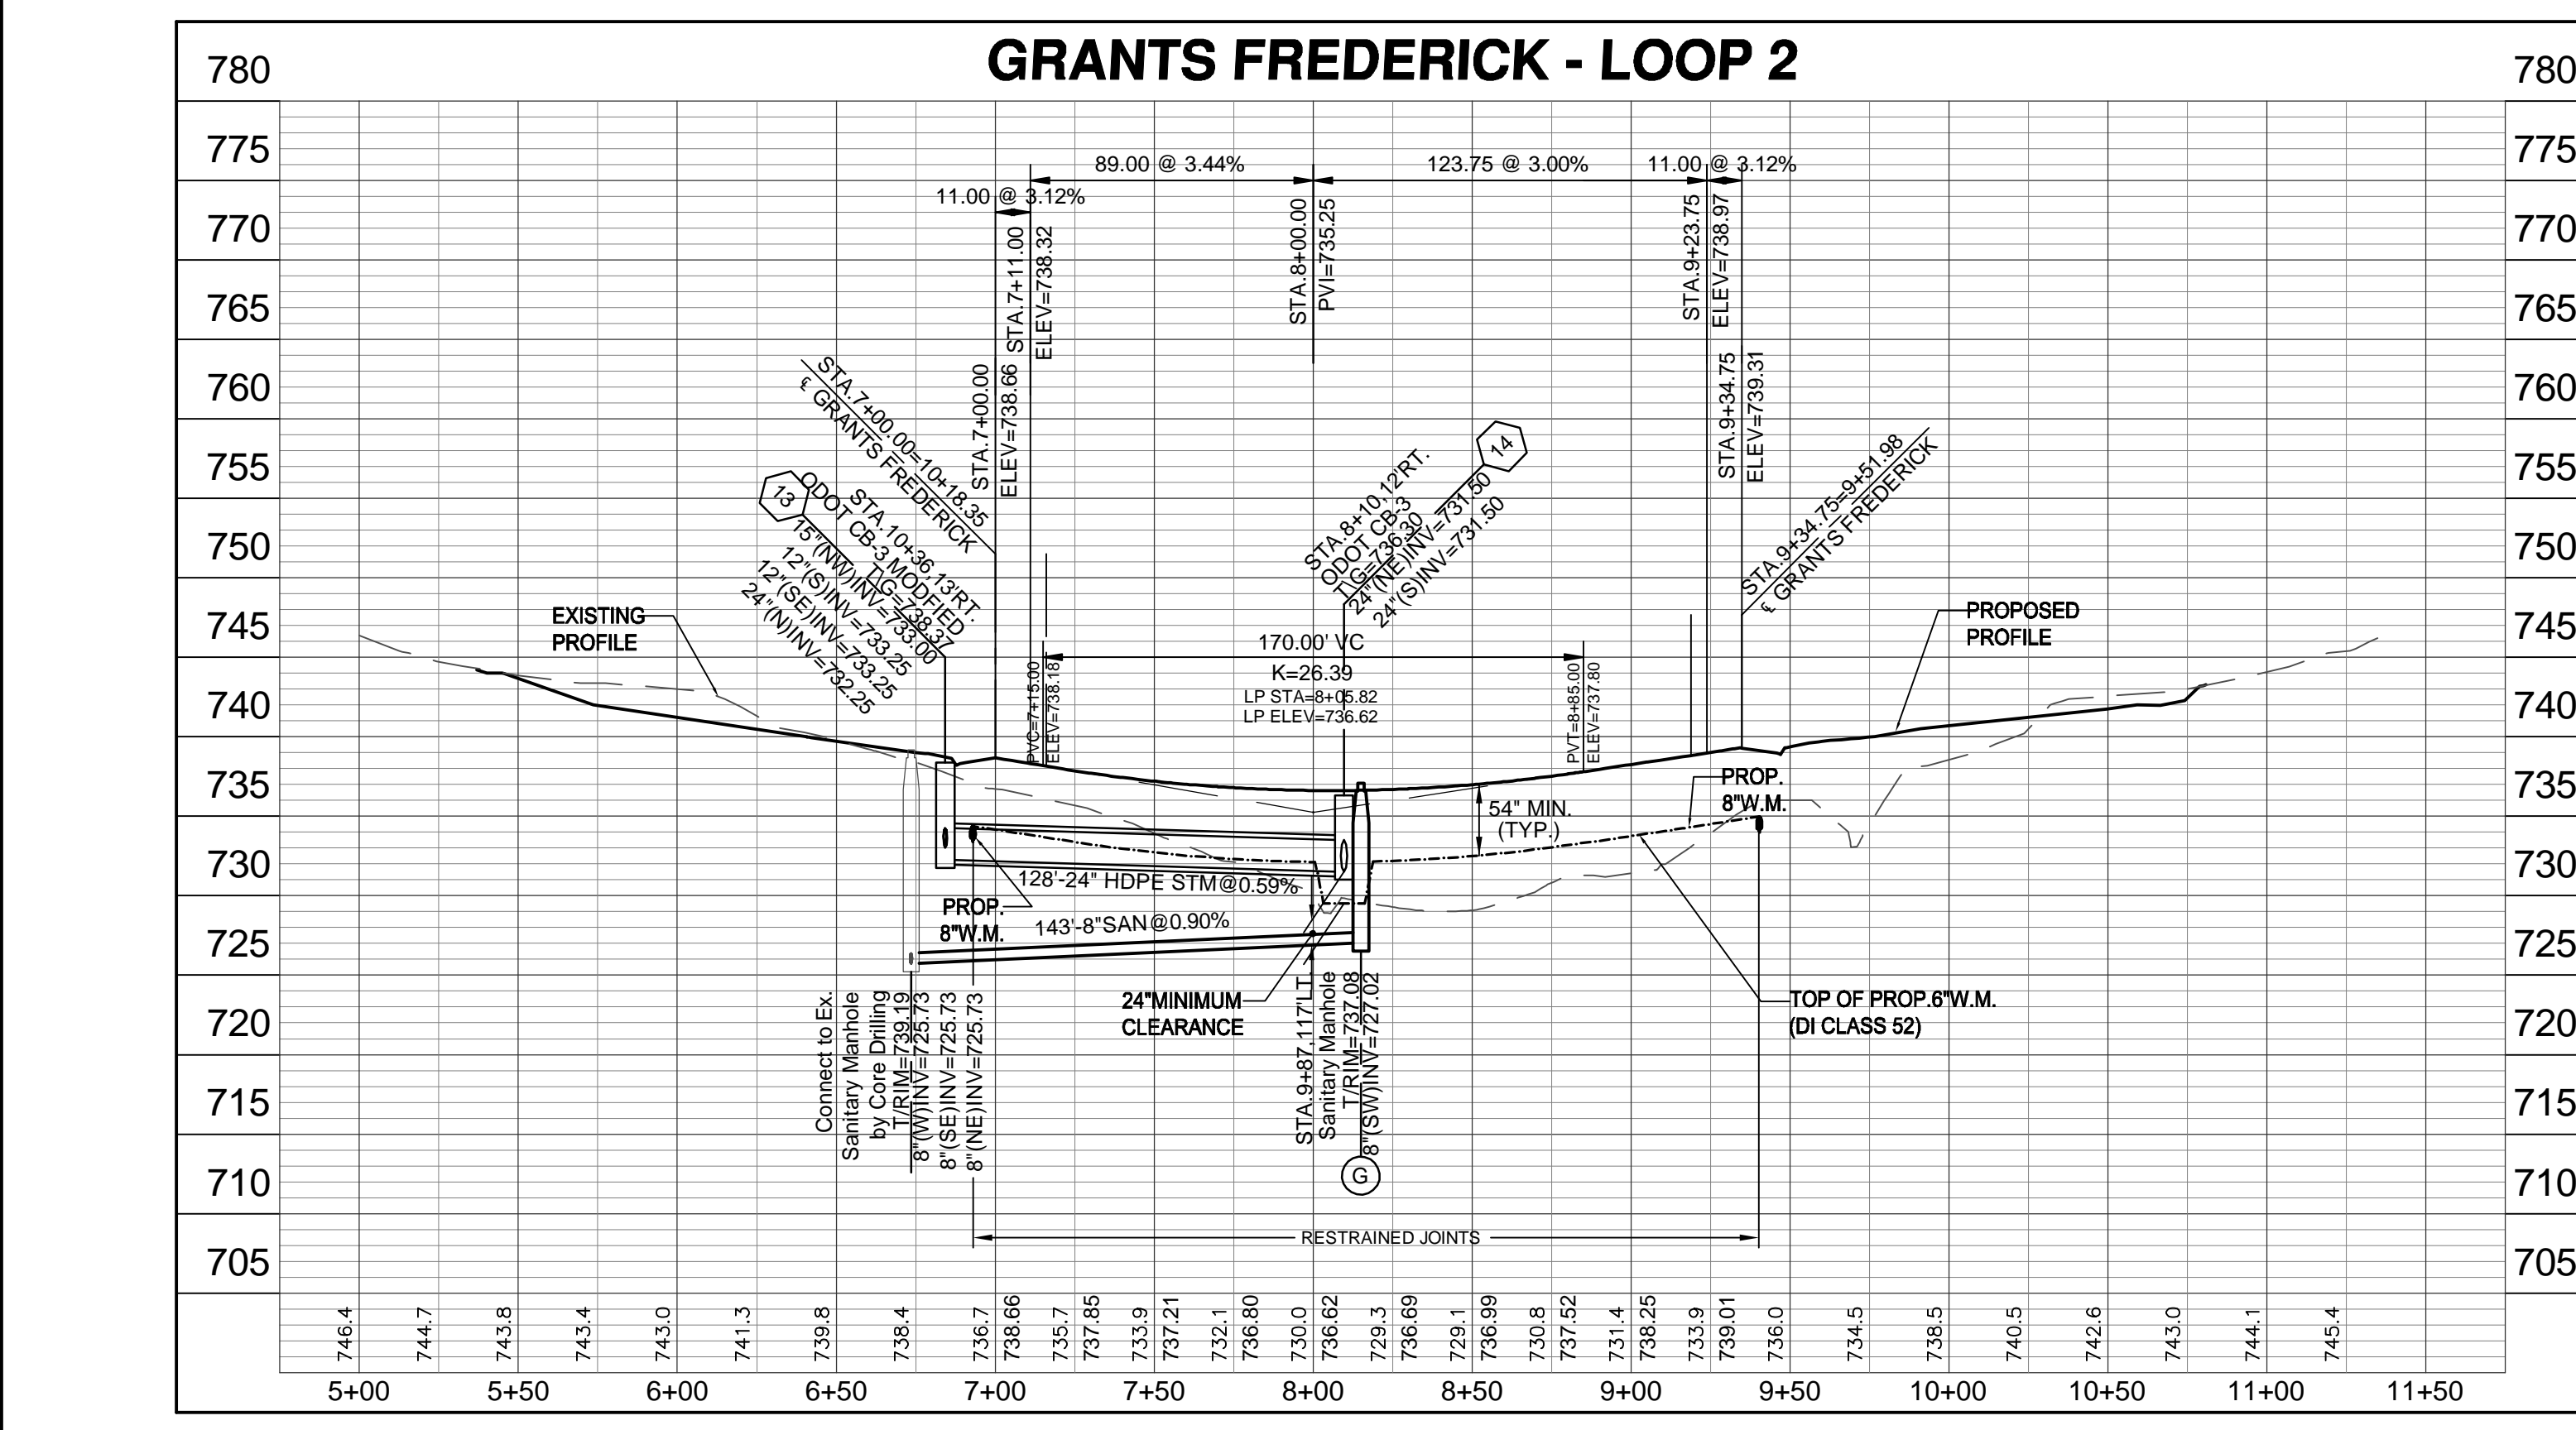 GRANTS FREDERICK - LOOP 2
780
780
775
775
770
770
765
765
760
760
755
755
750
750
745
745
740
740
735
735
730
730
725
725
720
720
715
715
710
710
705
705
89.00 @ 3.44%
123.75 @ 3.00%
11.00 @ 3.12%
11.00 @ 3.12%
STA.7+00.00
ELEV=738.66
STA.7+11.00
ELEV=738.32
STA.8+00.00
PVI=735.25
STA.9+23.75
ELEV=738.97
STA.9+34.75
ELEV=739.31
STA.7+00.00=10+18.35
℄ GRANTS FREDERICK
13
STA.10+36,13'RT.
ODOT CB-3 MODFIED
T\G=738.37
15"(NW)INV=733.00
12"(S)INV=733.25
12"(SE)INV=733.25
24"(N)INV=732.25
14
STA.8+10,12'RT.
ODOT CB-3
T\G=736.30
24"(NE)INV=731.50
24"(S)INV=731.50
STA.9+34.75=9+51.98
℄ GRANTS FREDERICK
EXISTING
PROFILE
PROPOSED
PROFILE
170.00' VC
K=26.39
LP STA=8+05.82
LP ELEV=736.62
PVC=7+15.00
ELEV=738.18
PVT=8+85.00
ELEV=737.80
PROP.
8"W.M.
54" MIN.
(TYP.)
128'-24" HDPE STM@0.59%
PROP.
8"W.M.
143'-8"SAN@0.90%
24"MINIMUM
CLEARANCE
TOP OF PROP.6"W.M.
(DI CLASS 52)
Connect to Ex.
Sanitary Manhole
by Core Drilling
T/RIM=739.19
8"(W)INV=725.73
8"(SE)INV=725.73
8"(NE)INV=725.73
STA.9+87,117'LT.
Sanitary Manhole
T/RIM=737.08
8"(SW)INV=727.02
G
RESTRAINED JOINTS
746.4
744.7
743.8
743.4
743.0
741.3
739.8
738.4
736.7
738.66
735.7
737.85
733.9
737.21
732.1
736.80
730.0
736.62
729.3
736.69
729.1
736.99
730.8
737.52
731.4
738.25
733.9
739.01
736.0
734.5
738.5
740.5
742.6
743.0
744.1
745.4
5+00
5+50
6+00
6+50
7+00
7+50
8+00
8+50
9+00
9+50
10+00
10+50
11+00
11+50